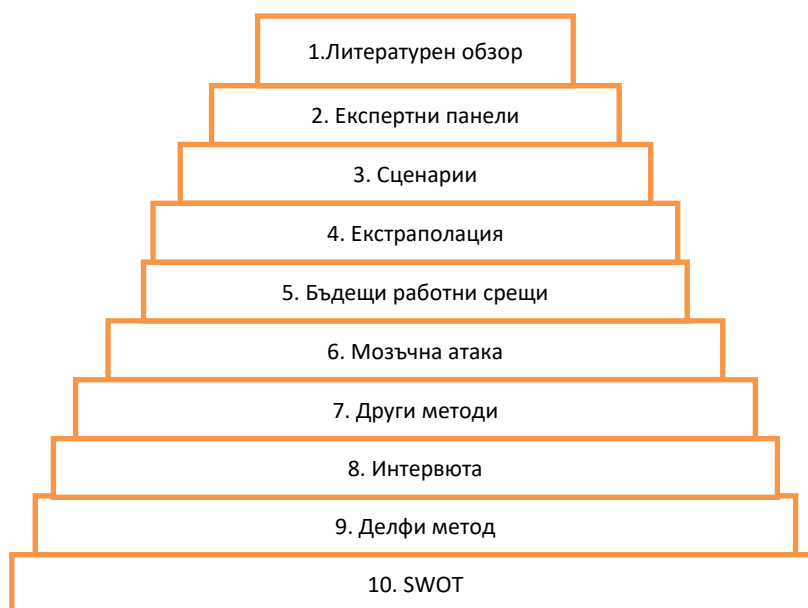 1.Литературен обзор
2. Експертни панели
3. Сценарии
4. Екстраполация
5. Бъдещи работни срещи
6. Мозъчна атака
7. Други методи
8. Интервюта
9. Делфи метод
10. SWOT